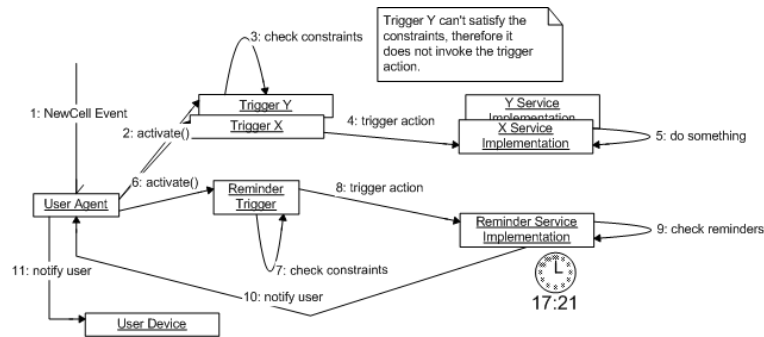 Trigger Y can't satisfy the
constraints, therefore it
does not invoke the trigger
action.
3: check constraints
1: NewCell Event
Trigger Y
Y Service
Implementation
2: activate()
Trigger X
4: trigger action
X Service
Implementation
5: do something
6: activate()
Reminder
Trigger
8: trigger action
User Agent
Reminder Service
Implementation
9: check reminders
11: notify user
7: check constraints
10: notify user
17:21
User Device